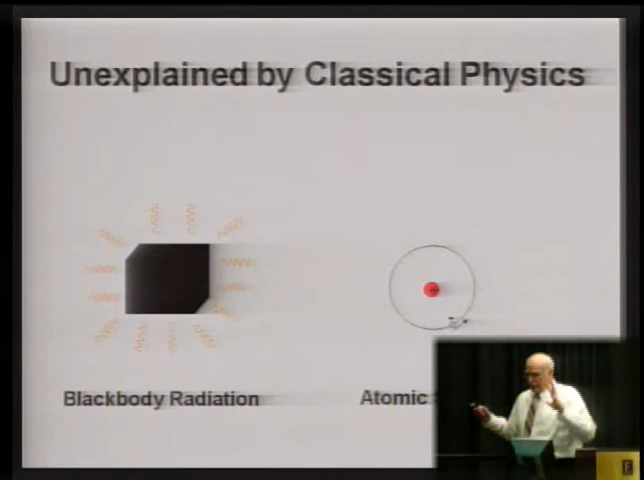 Unexplained by Classical Physics
Blackbody Radiation
Atomic